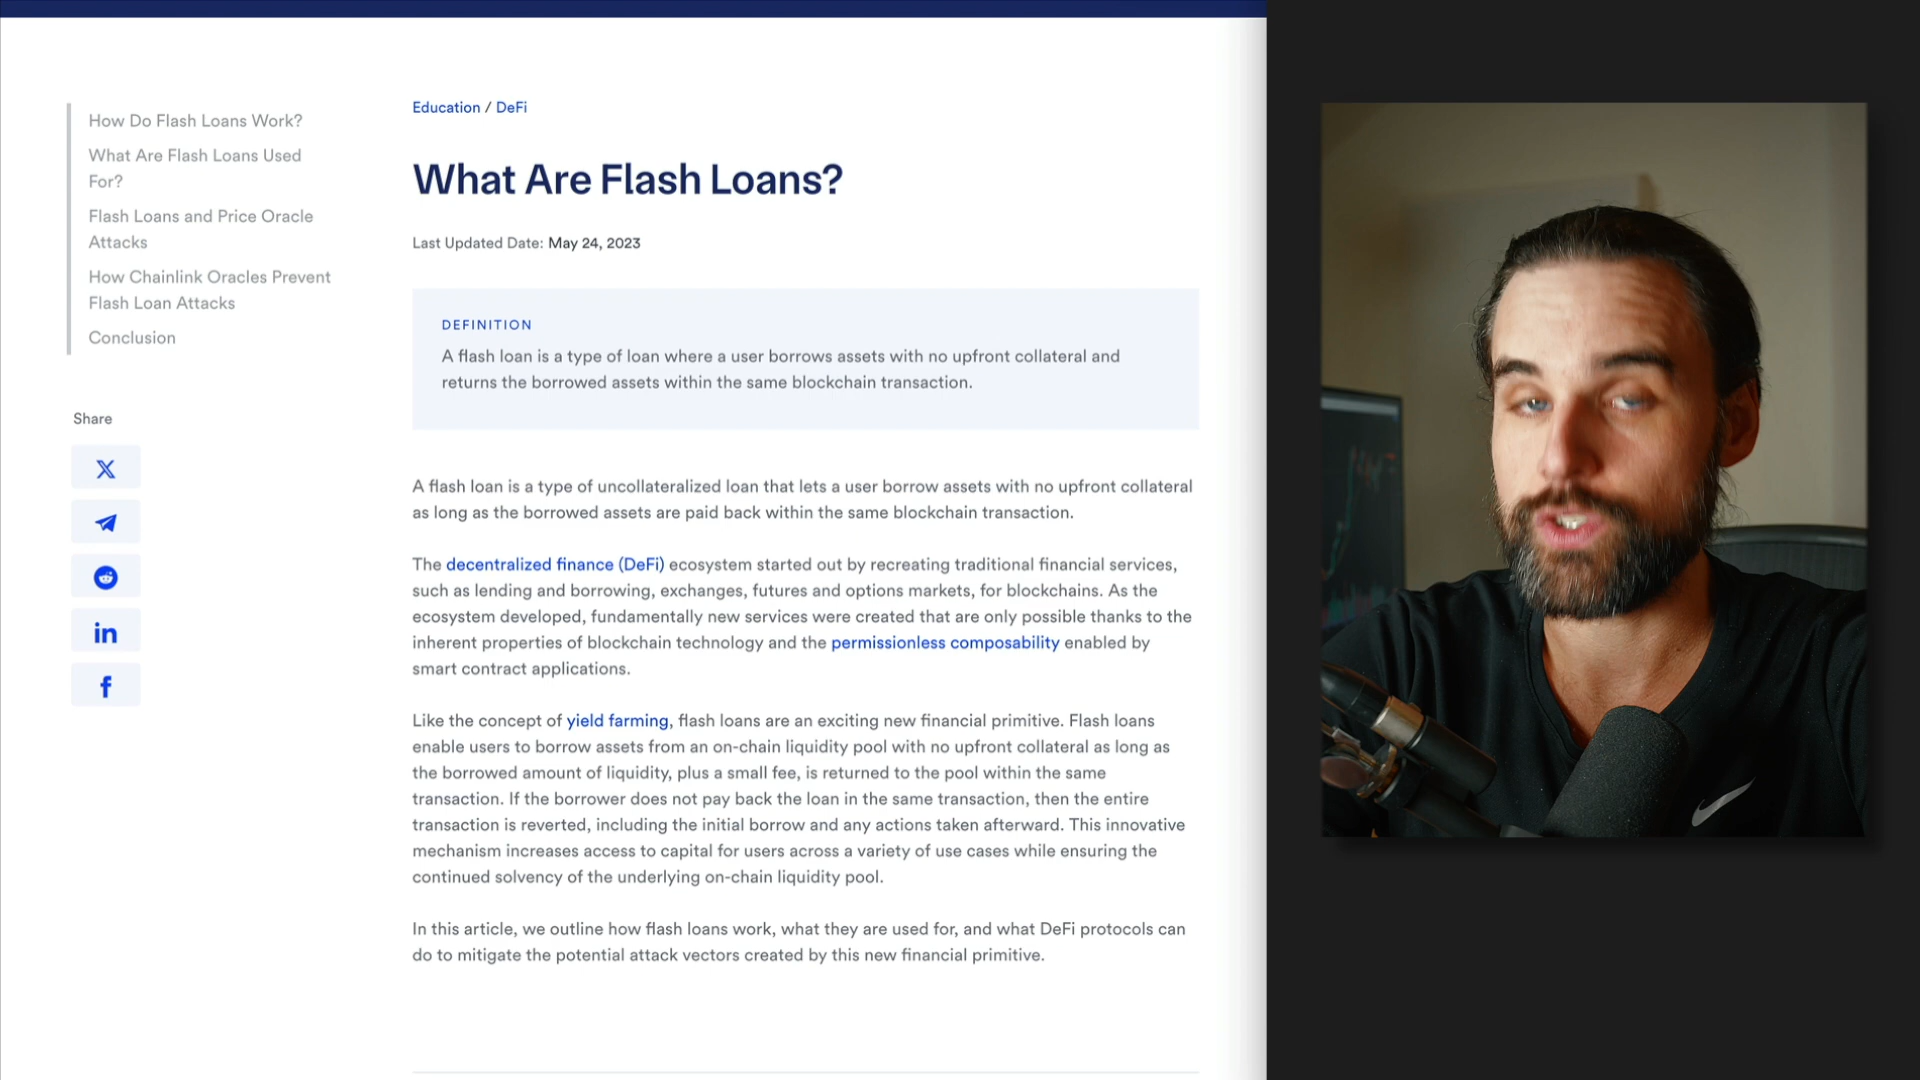 How Do Flash Loans Work?
What Are Flash Loans Used
For?
Flash Loans and Price Oracle
Attacks
How Chainlink Oracles Prevent
Flash Loan Attacks
Conclusion
Share
Education / DeFi
What Are Flash Loans?
Last Updated Date: May 24, 2023
DEFINITION
A flash loan is a type of loan where a user borrows assets with no upfront collateral and
returns the borrowed assets within the same blockchain transaction.
A flash loan is a type of uncollateralized loan that lets a user borrow assets with no upfront collateral
as long as the borrowed assets are paid back within the same blockchain transaction.
The decentralized finance (DeFi) ecosystem started out by recreating traditional financial services,
such as lending and borrowing, exchanges, futures and options markets, for blockchains. As the
ecosystem developed, fundamentally new services were created that are only possible thanks to the
inherent properties of blockchain technology and the permissionless composability enabled by
smart contract applications.
Like the concept of yield farming, flash loans are an exciting new financial primitive. Flash loans
enable users to borrow assets from an on-chain liquidity pool with no upfront collateral as long as
the borrowed amount of liquidity, plus a small fee, is returned to the pool within the same
transaction. If the borrower does not pay back the loan in the same transaction, then the entire
transaction is reverted, including the initial borrow and any actions taken afterward. This innovative
mechanism increases access to capital for users across a variety of use cases while ensuring the
continued solvency of the underlying on-chain liquidity pool.
In this article, we outline how flash loans work, what they are used for, and what DeFi protocols can
do to mitigate the potential attack vectors created by this new financial primitive.